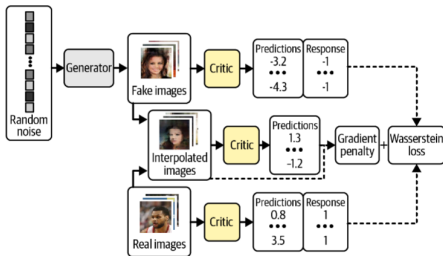 Random
noise
Generator
Fake images
Critic
Predictions
-3.2
-4.3
Response
-1
-1
Interpolated
images
Critic
Predictions
1.3
-1.2
Gradient
penalty
+
Wasserstein
loss
Real images
Critic
Predictions
0.8
3.5
Response
1
1